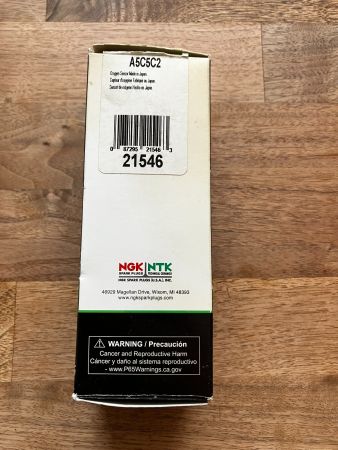 A5C5C2
Oxygen Sensor Made in Japan
Capteur d'oxygène Fabriqué au Japon
Sensor de oxígeno Hecho en Japón
0 87295 21546 3
21546
NGK NTK
SPARK PLUGS
NGK SPARK PLUGS (U.S.A.), INC.
46929 Magellan Drive, Wixom, MI 48393
www.ngksparkplugs.com
WARNING / Precaución
Cancer and Reproductive Harm
Cáncer y daño al sistema reproductivo
- www.P65Warnings.ca.gov